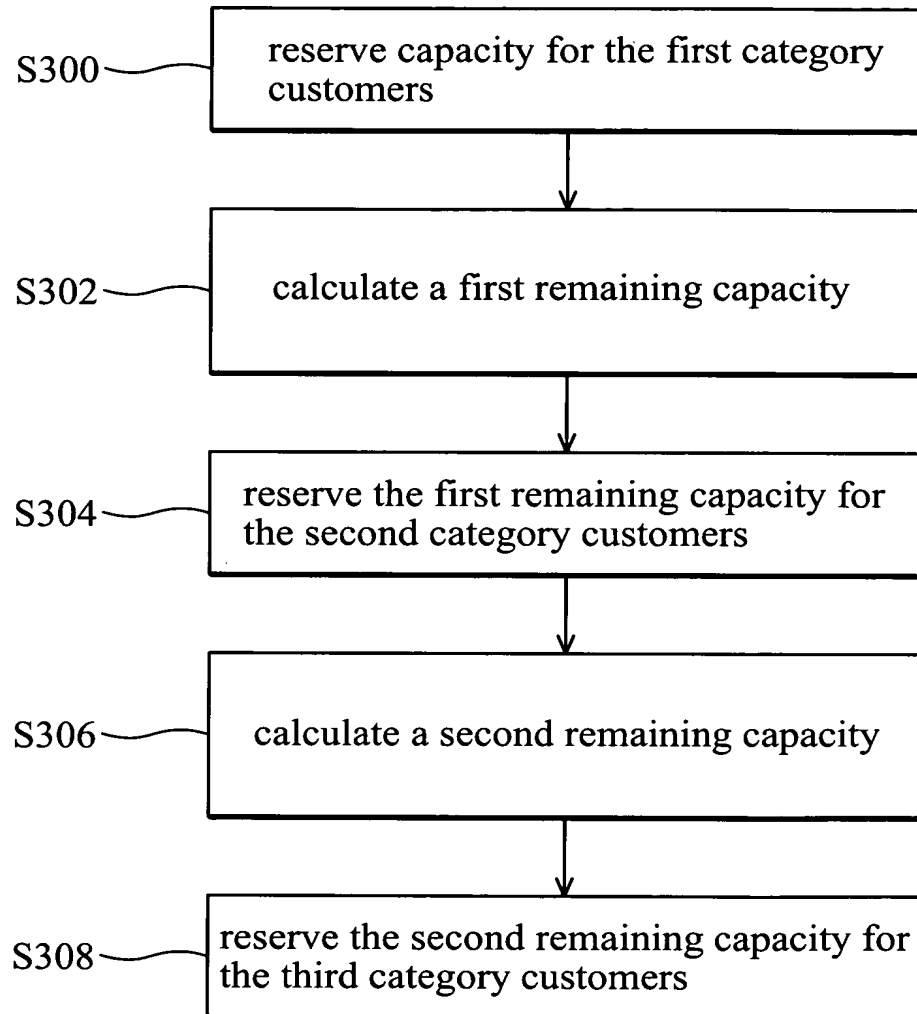 S300
reserve capacity for the first category
customers
S302
calculate a first remaining capacity
S304
reserve the first remaining capacity for
the second category customers
S306
calculate a second remaining capacity
S308
reserve the second remaining capacity for
the third category customers